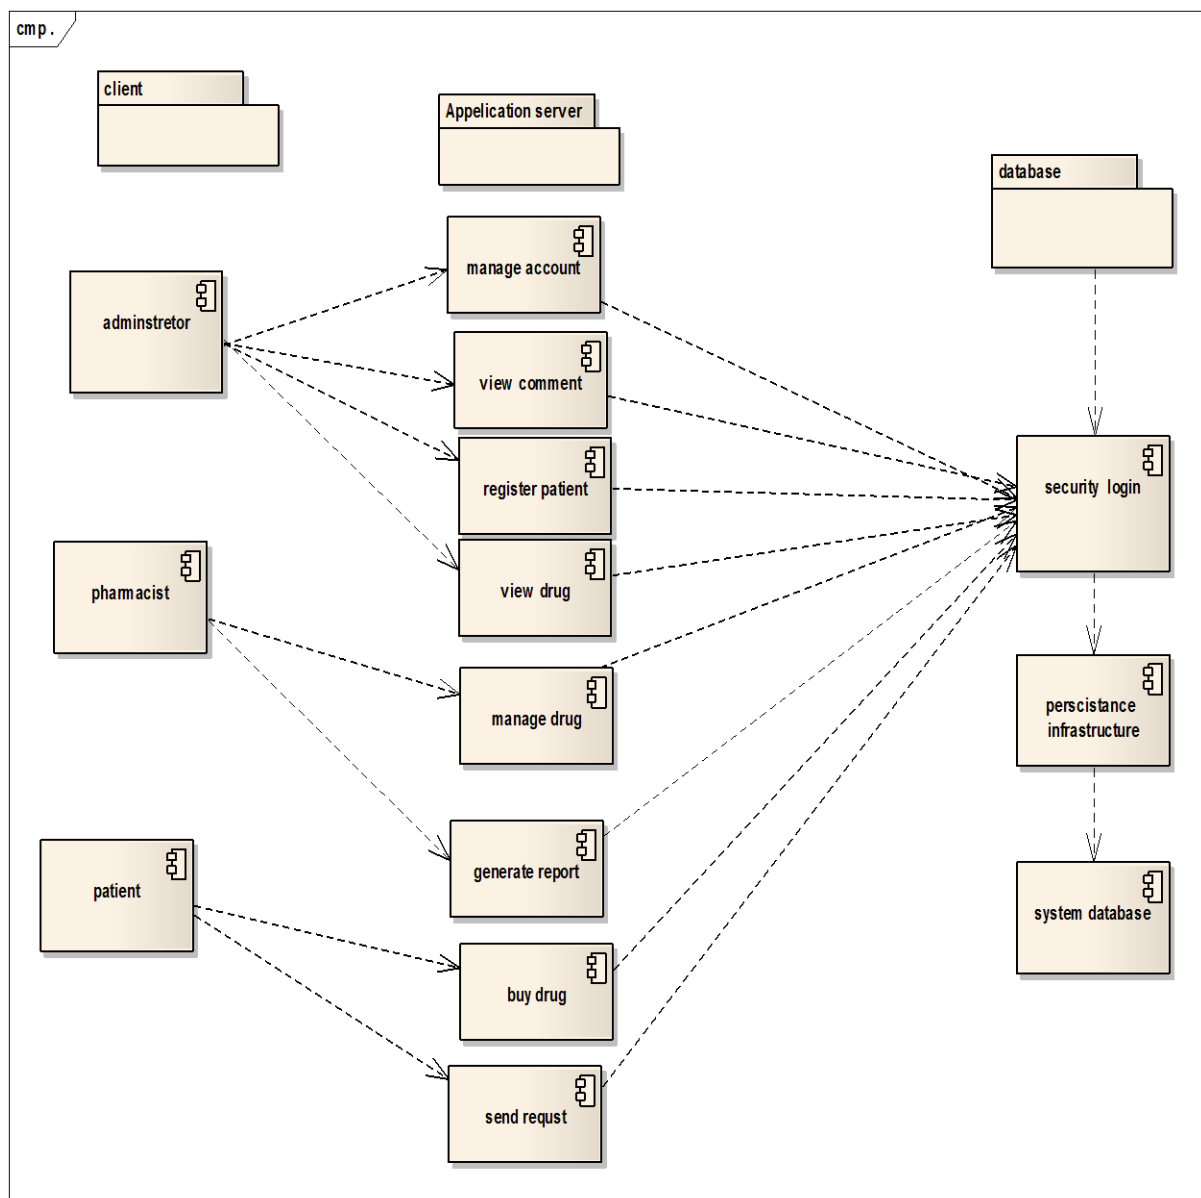 cmp .
client
Appelication server
database
manage account
adminstretor
view comment
register patient
security  login
view drug
pharmacist
manage drug
perscistance
infrastructure
generate report
patient
system database
buy drug
send requst